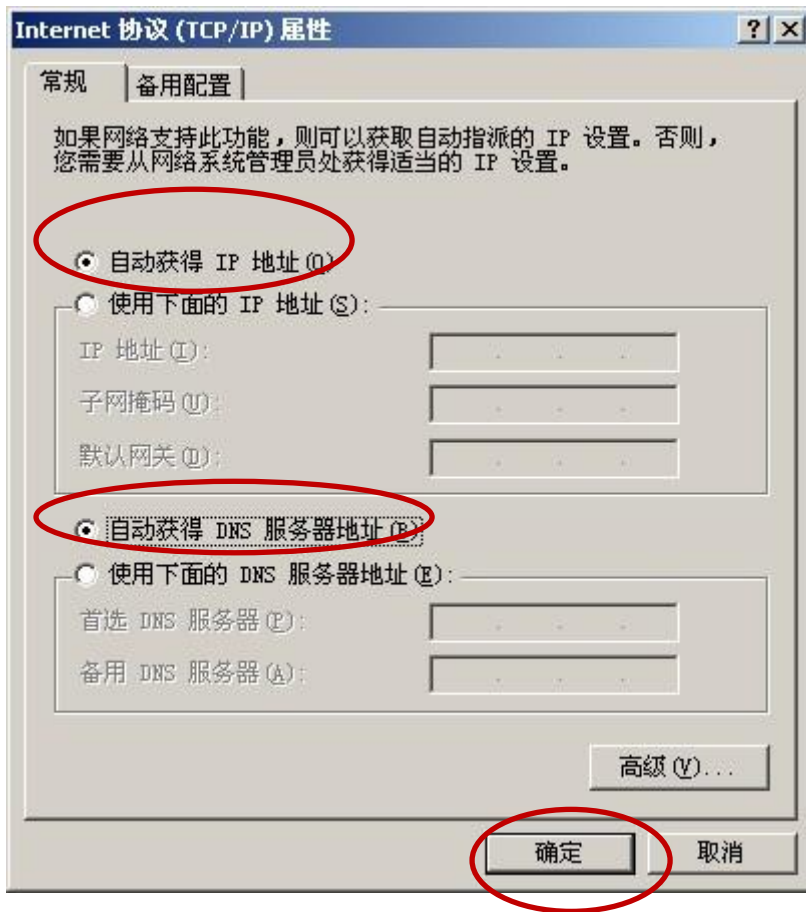 Internet 协议 (TCP/IP) 属性
常规
备用配置
如果网络支持此功能，则可以获取自动指派的 IP 设置。否则，
您需要从网络系统管理员处获得适当的 IP 设置。
自动获得 IP 地址(O)
使用下面的 IP 地址(S):
IP 地址(I):
子网掩码(U):
默认网关(D):
自动获得 DNS 服务器地址(B)
使用下面的 DNS 服务器地址(E):
首选 DNS 服务器(P):
备用 DNS 服务器(A):
高级(V)...
确定
取消